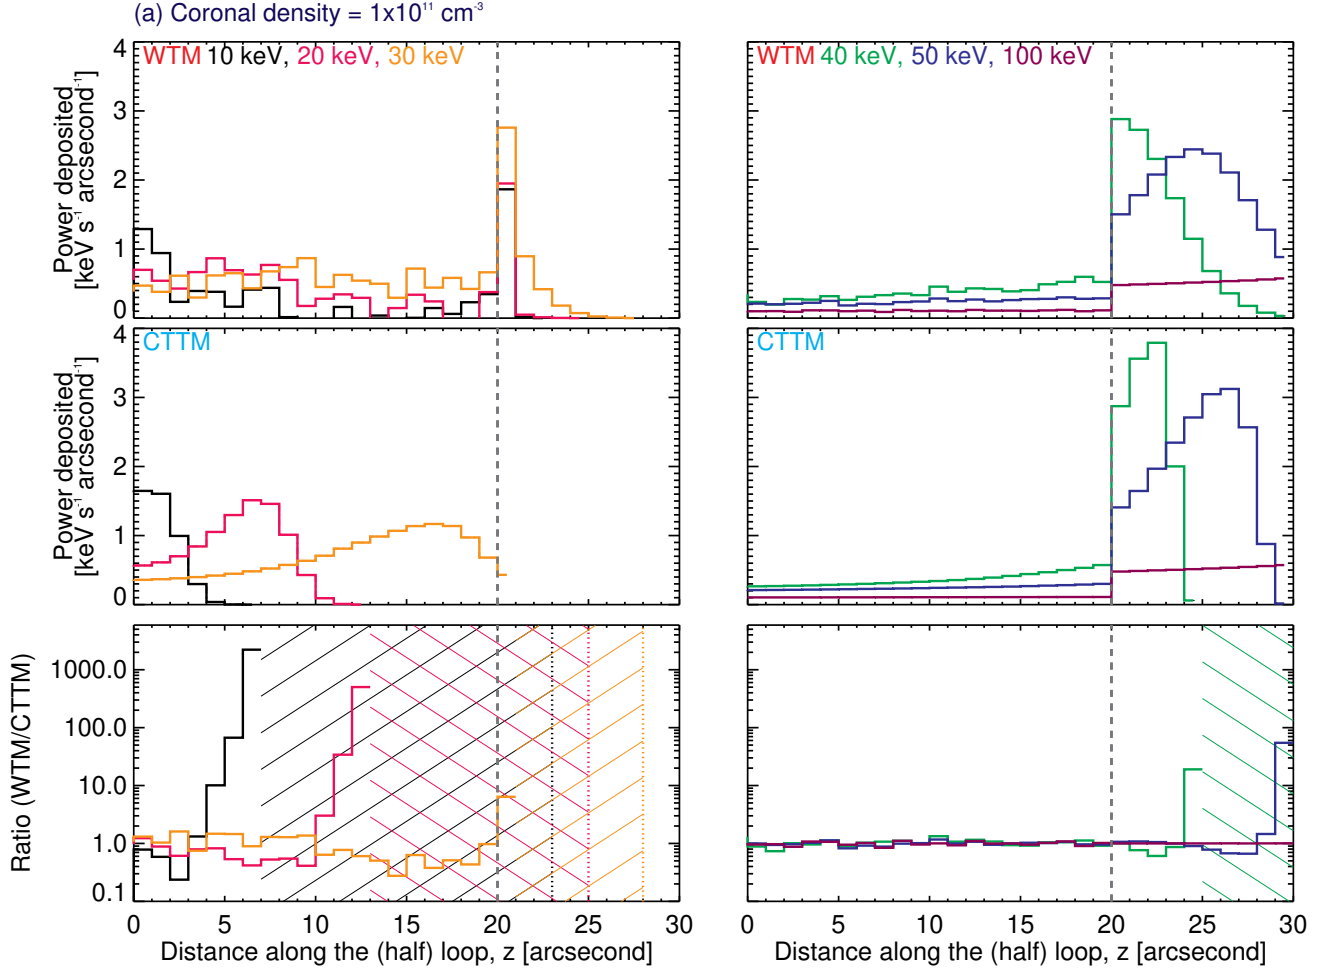 (a) Coronal density = 1x10¹¹ cm⁻³
WTM 10 keV, 20 keV, 30 keV
WTM 40 keV, 50 keV, 100 keV
Power deposited
[keV s⁻¹ arcsecond⁻¹]
4
3
2
1
0
CTTM
CTTM
Power deposited
[keV s⁻¹ arcsecond⁻¹]
4
3
2
1
0
Ratio (WTM/CTTM)
1000.0
100.0
10.0
1.0
0.1
0 5 10 15 20 25 30
0 5 10 15 20 25 30
Distance along the (half) loop, z [arcsecond]
Distance along the (half) loop, z [arcsecond]